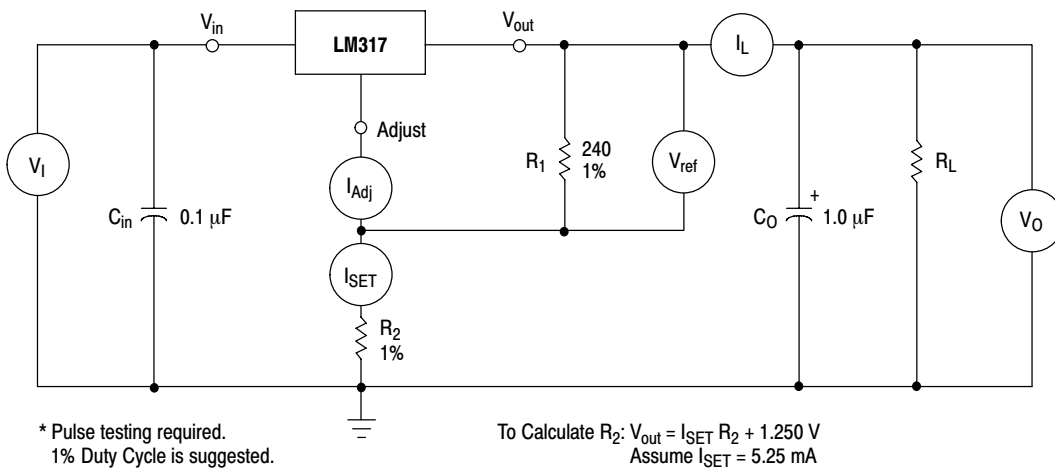 Vin
LM317
Vout
IL
Adjust
VI
IAdj
R1
240
1%
Vref
RL
Cin
0.1 μF
CO
+
1.0 μF
VO
ISET
R2
1%
* Pulse testing required.
1% Duty Cycle is suggested.
To Calculate R2: Vout = ISET R2 + 1.250 V
Assume ISET = 5.25 mA